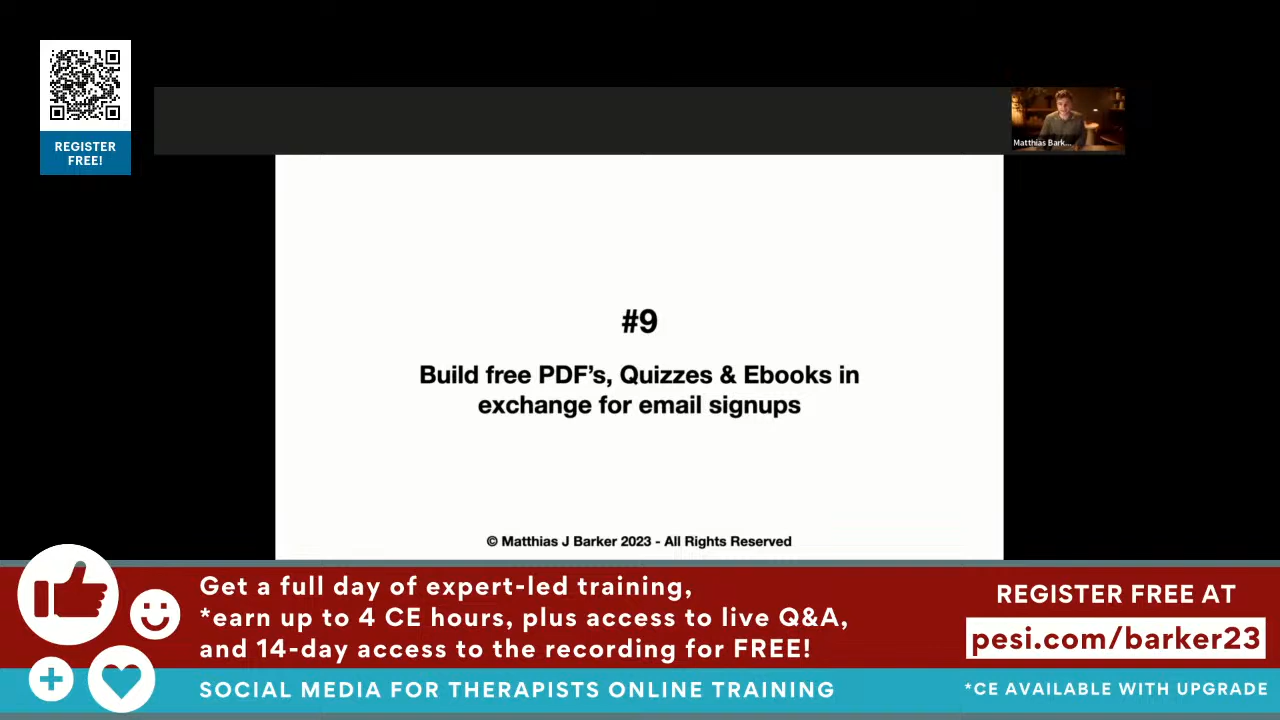 REGISTER
FREE!
Matthias Bark...
#9
Build free PDF’s, Quizzes & Ebooks in
exchange for email signups
© Matthias J Barker 2023 - All Rights Reserved
Get a full day of expert-led training,
*earn up to 4 CE hours, plus access to live Q&A,
and 14-day access to the recording for FREE!
SOCIAL MEDIA FOR THERAPISTS ONLINE TRAINING
REGISTER FREE AT
pesi.com/barker23
*CE AVAILABLE WITH UPGRADE